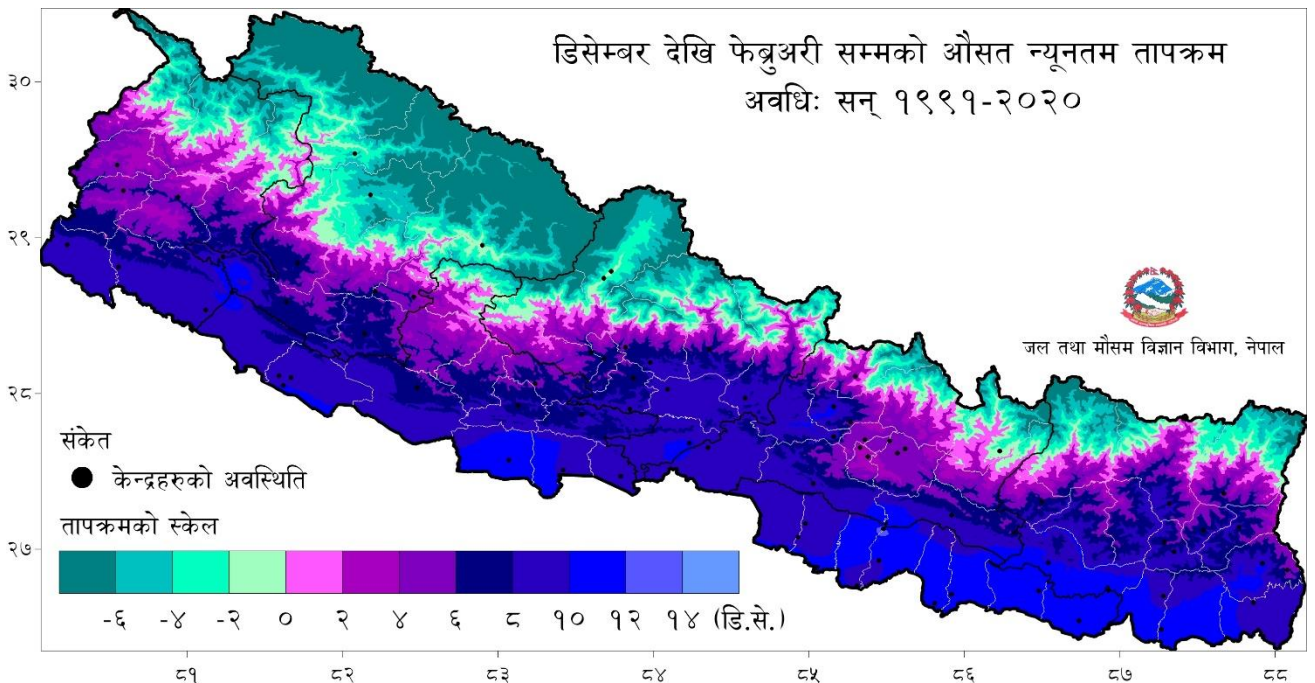 डिसेम्बर देखि फेब्रुअरी सम्मको औसत न्यूनतम तापक्रम
अवधिः सन् १९९१-२०२०
३०
२९
२८
२७
जल तथा मौसम विज्ञान विभाग, नेपाल
संकेत
केन्द्रहरुको अवस्थिति
तापक्रमको स्केल
-६ -४ -२ ० २ ४ ६ ८ १० १२ १४ (डि.से.)
८१ ८२ ८३ ८४ ८५ ८६ ८७ ८८